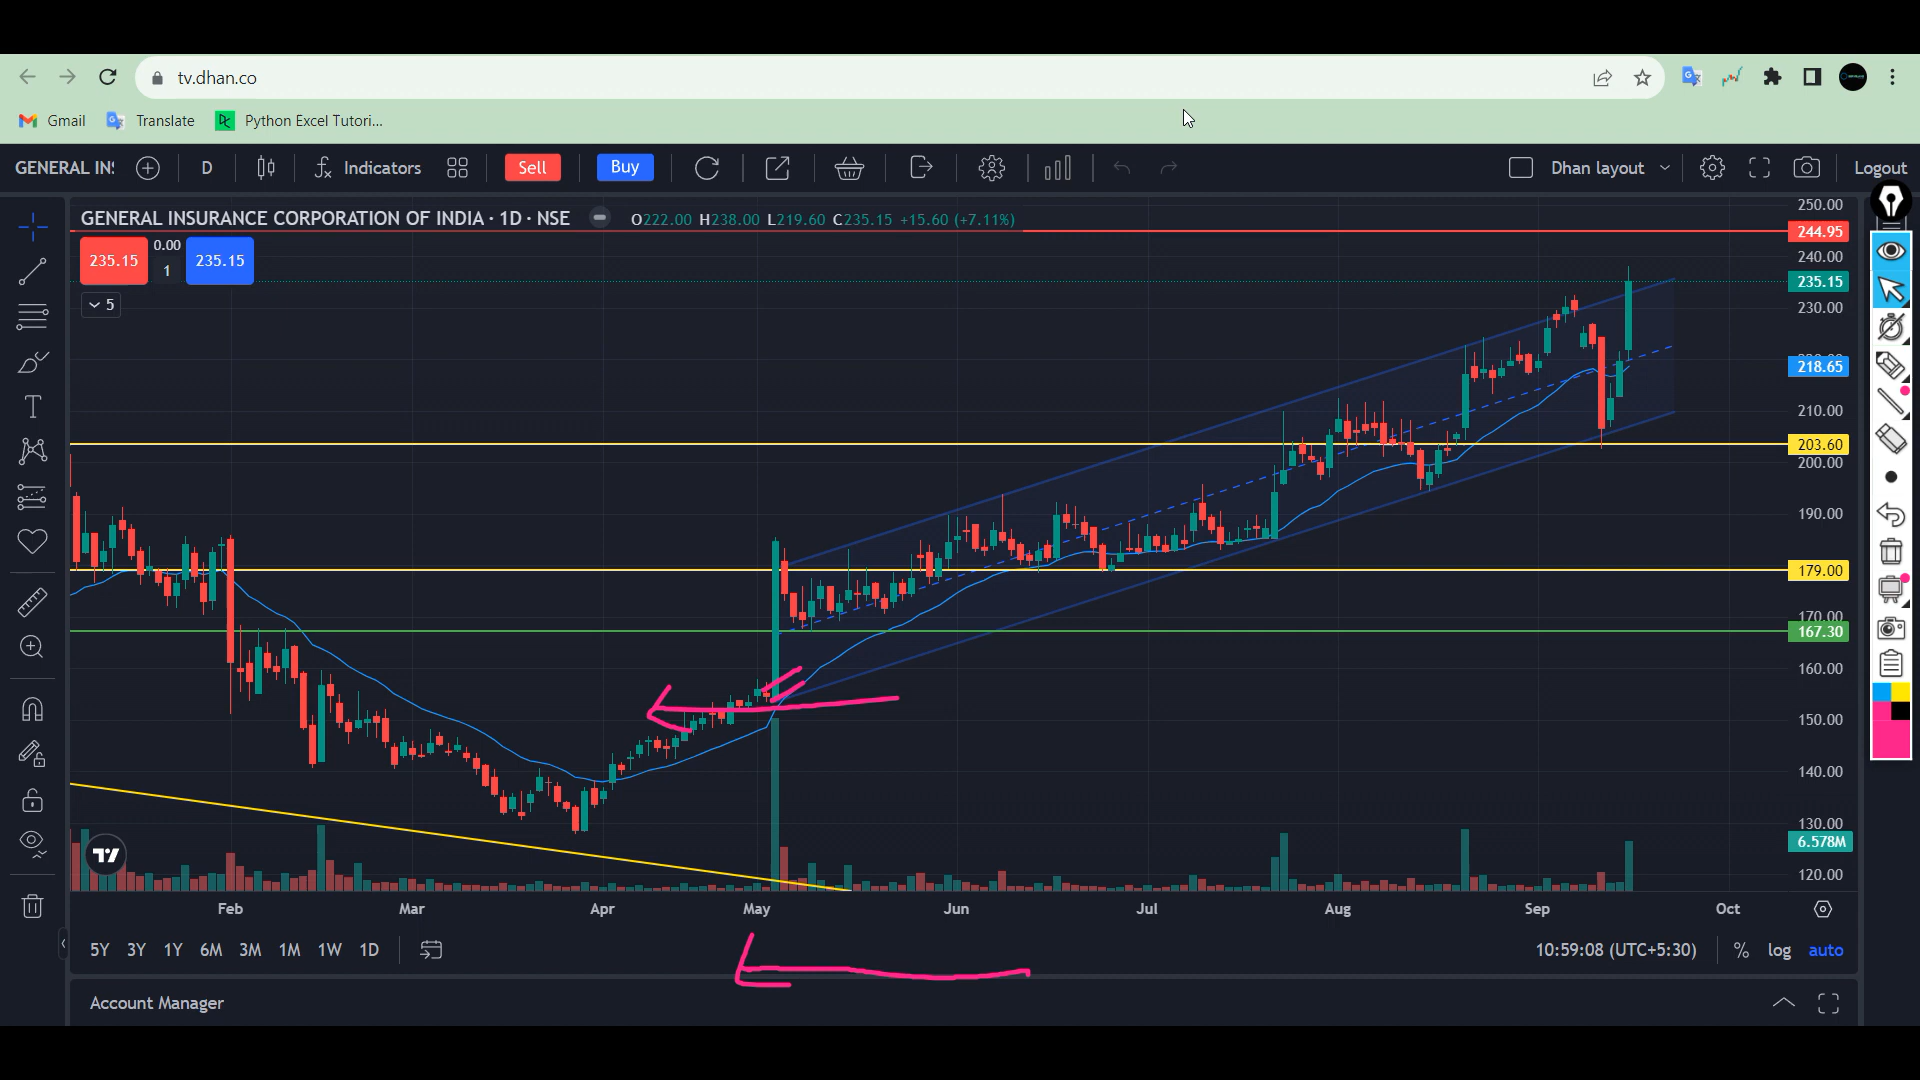 tv.dhan.co
Gmail Translate Python Excel Tutori...
GENERAL IN: D Indicators Sell Buy Dhan layout Logout
GENERAL INSURANCE CORPORATION OF INDIA · 1D · NSE O222.00 H238.00 L219.60 C235.15 +15.60 (+7.11%)
235.15 0.00 1 235.15
5
250.00
244.95
240.00
235.15
230.00
218.65
210.00
203.60
200.00
190.00
179.00
170.00
167.30
160.00
150.00
140.00
130.00
6.578M
120.00
Feb Mar Apr May Jun Jul Aug Sep Oct
5Y 3Y 1Y 6M 3M 1M 1W 1D 10:59:08 (UTC+5:30) % log auto
Account Manager